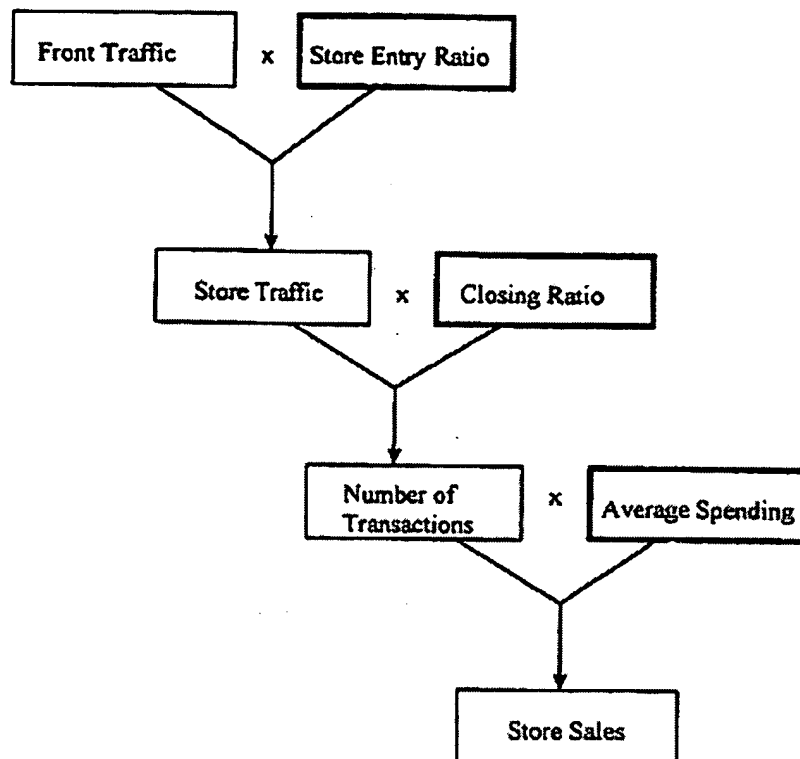 Front Traffic x Store Entry Ratio
Store Traffic x Closing Ratio
Number of
Transactions x Average Spending
Store Sales